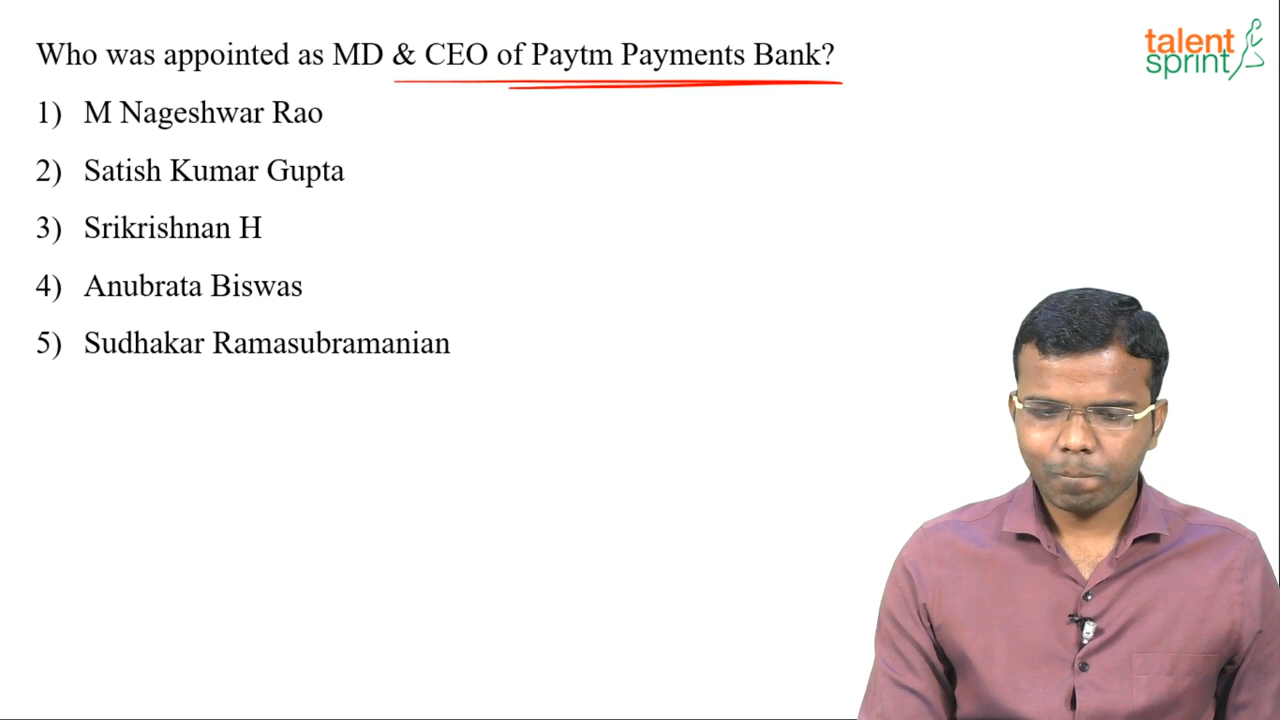 Who was appointed as MD & CEO of Paytm Payments Bank?
talent
sprint
1) M Nageshwar Rao
2) Satish Kumar Gupta
3) Srikrishnan H
4) Anubrata Biswas
5) Sudhakar Ramasubramanian